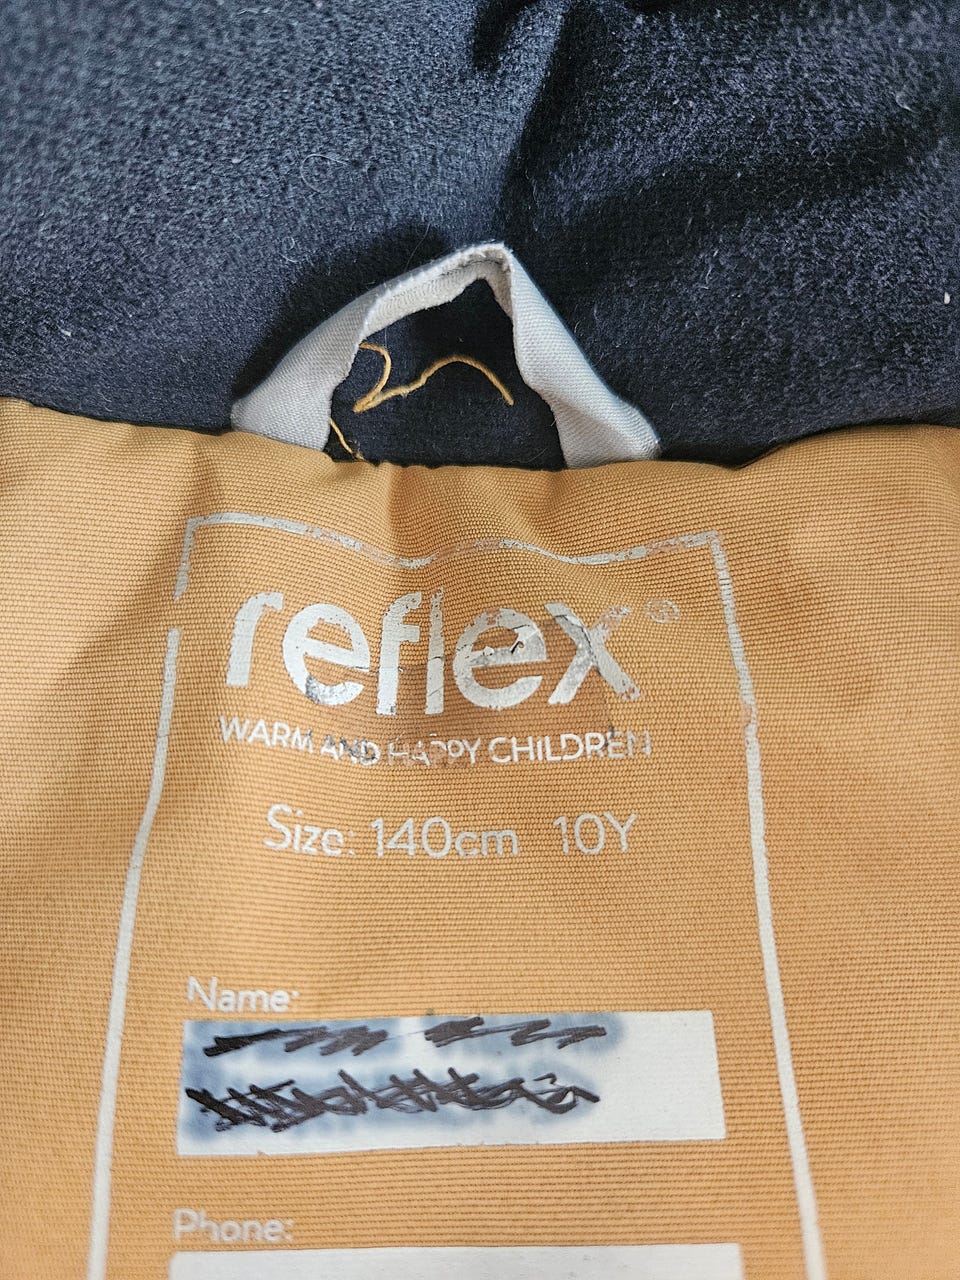 reflex®
WARM AND HAPPY CHILDREN
Size: 140cm 10Y
Name:
Phone: